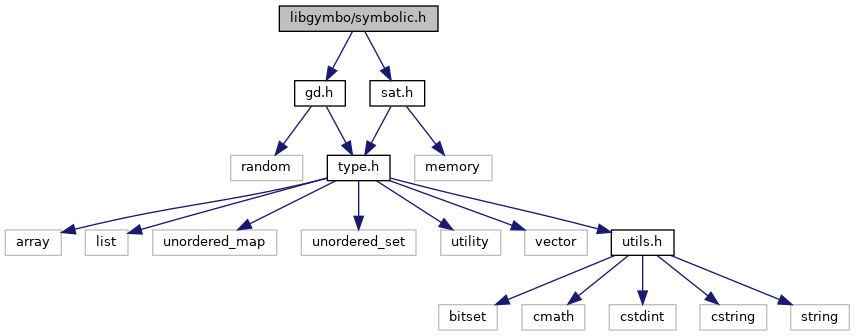 libgymbo/symbolic.h
gd.h
sat.h
random
type.h
memory
array
list
unordered_map
unordered_set
utility
vector
utils.h
bitset
cmath
cstdint
cstring
string